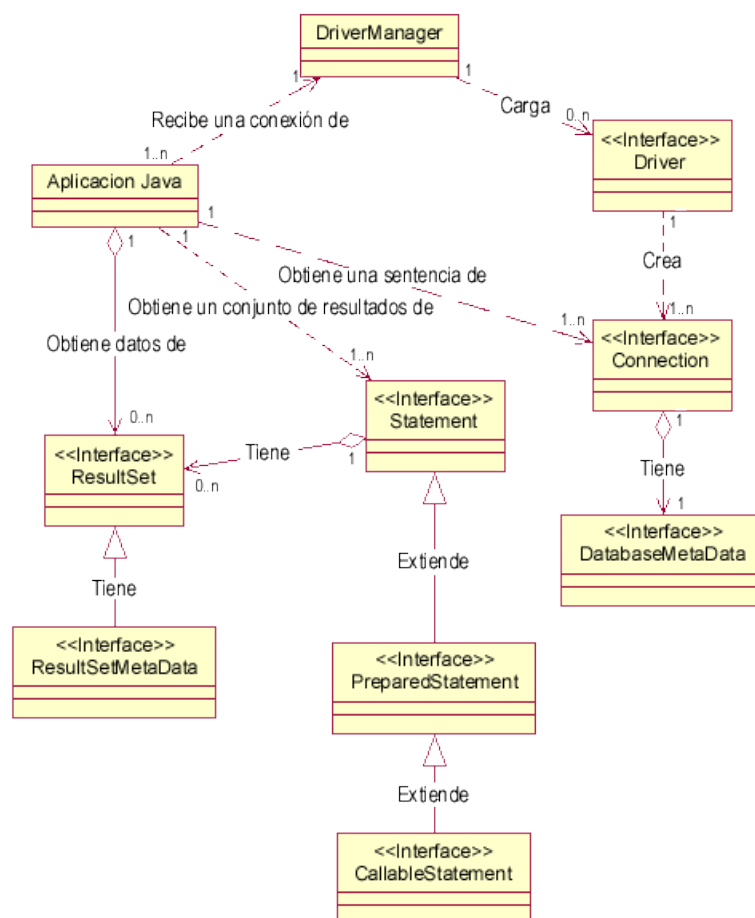 DriverManager
1
1
Carga
Recibe una conexión de
0..n
<<Interface>>
Driver
1..n
Aplicacion Java
1
1
1
1
Crea
Obtiene una sentencia de
Obtiene un conjunto de resultados de
1..n
1..n
Obtiene datos de
<<Interface>>
Connection
1..n
<<Interface>>
Statement
1
0..n
<<Interface>>
ResultSet
Tiene
1
0..n
Tiene
1
<<Interface>>
DatabaseMetaData
Extiende
Tiene
<<Interface>>
ResultSetMetaData
<<Interface>>
PreparedStatement
Extiende
<<Interface>>
CallableStatement